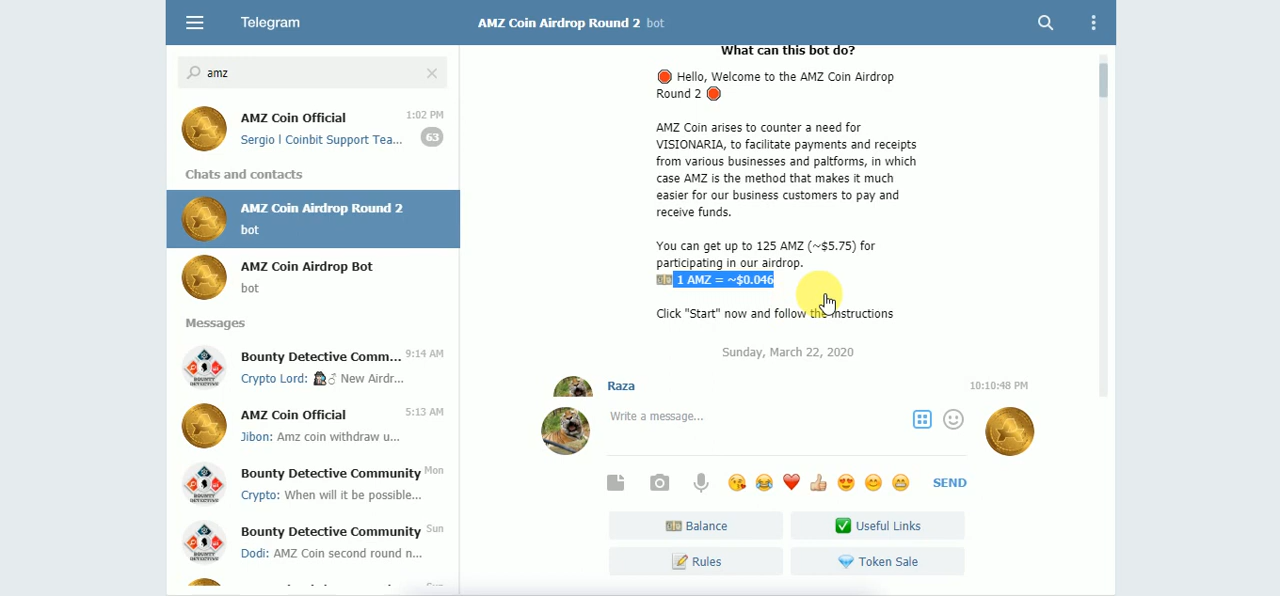 Telegram
AMZ Coin Airdrop Round 2 bot
amz
AMZ Coin Official 1:02 PM
Sergio l Coinbit Support Tea... 63
Chats and contacts
AMZ Coin Airdrop Round 2
bot
AMZ Coin Airdrop Bot
bot
Messages
Bounty Detective Comm... 9:14 AM
Crypto Lord: 🕵♂ New Airdr...
AMZ Coin Official 5:13 AM
Jibon: Amz coin withdraw u...
Bounty Detective Community Mon
Crypto: When will it be possible...
Bounty Detective Community Sun
Dodi: AMZ Coin second round n...
What can this bot do?
🔴 Hello, Welcome to the AMZ Coin Airdrop
Round 2 🔴
AMZ Coin arises to counter a need for
VISIONARIA, to facilitate payments and receipts
from various businesses and paltforms, in which
case AMZ is the method that makes it much
easier for our business customers to pay and
receive funds.
You can get up to 125 AMZ (~$5.75) for
participating in our airdrop.
💵 1 AMZ = ~$0.046
Click "Start" now and follow the instructions
Sunday, March 22, 2020
Raza 10:10:48 PM
Write a message...
SEND
💵 Balance
✅ Useful Links
📝 Rules
💎 Token Sale